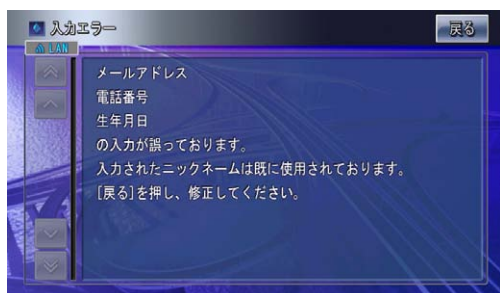 入力エラー
戻る
LAN
メールアドレス
電話番号
生年月日
の入力が誤っております。
入力されたニックネームは既に使用されております。
[戻る]を押し、修正してください。